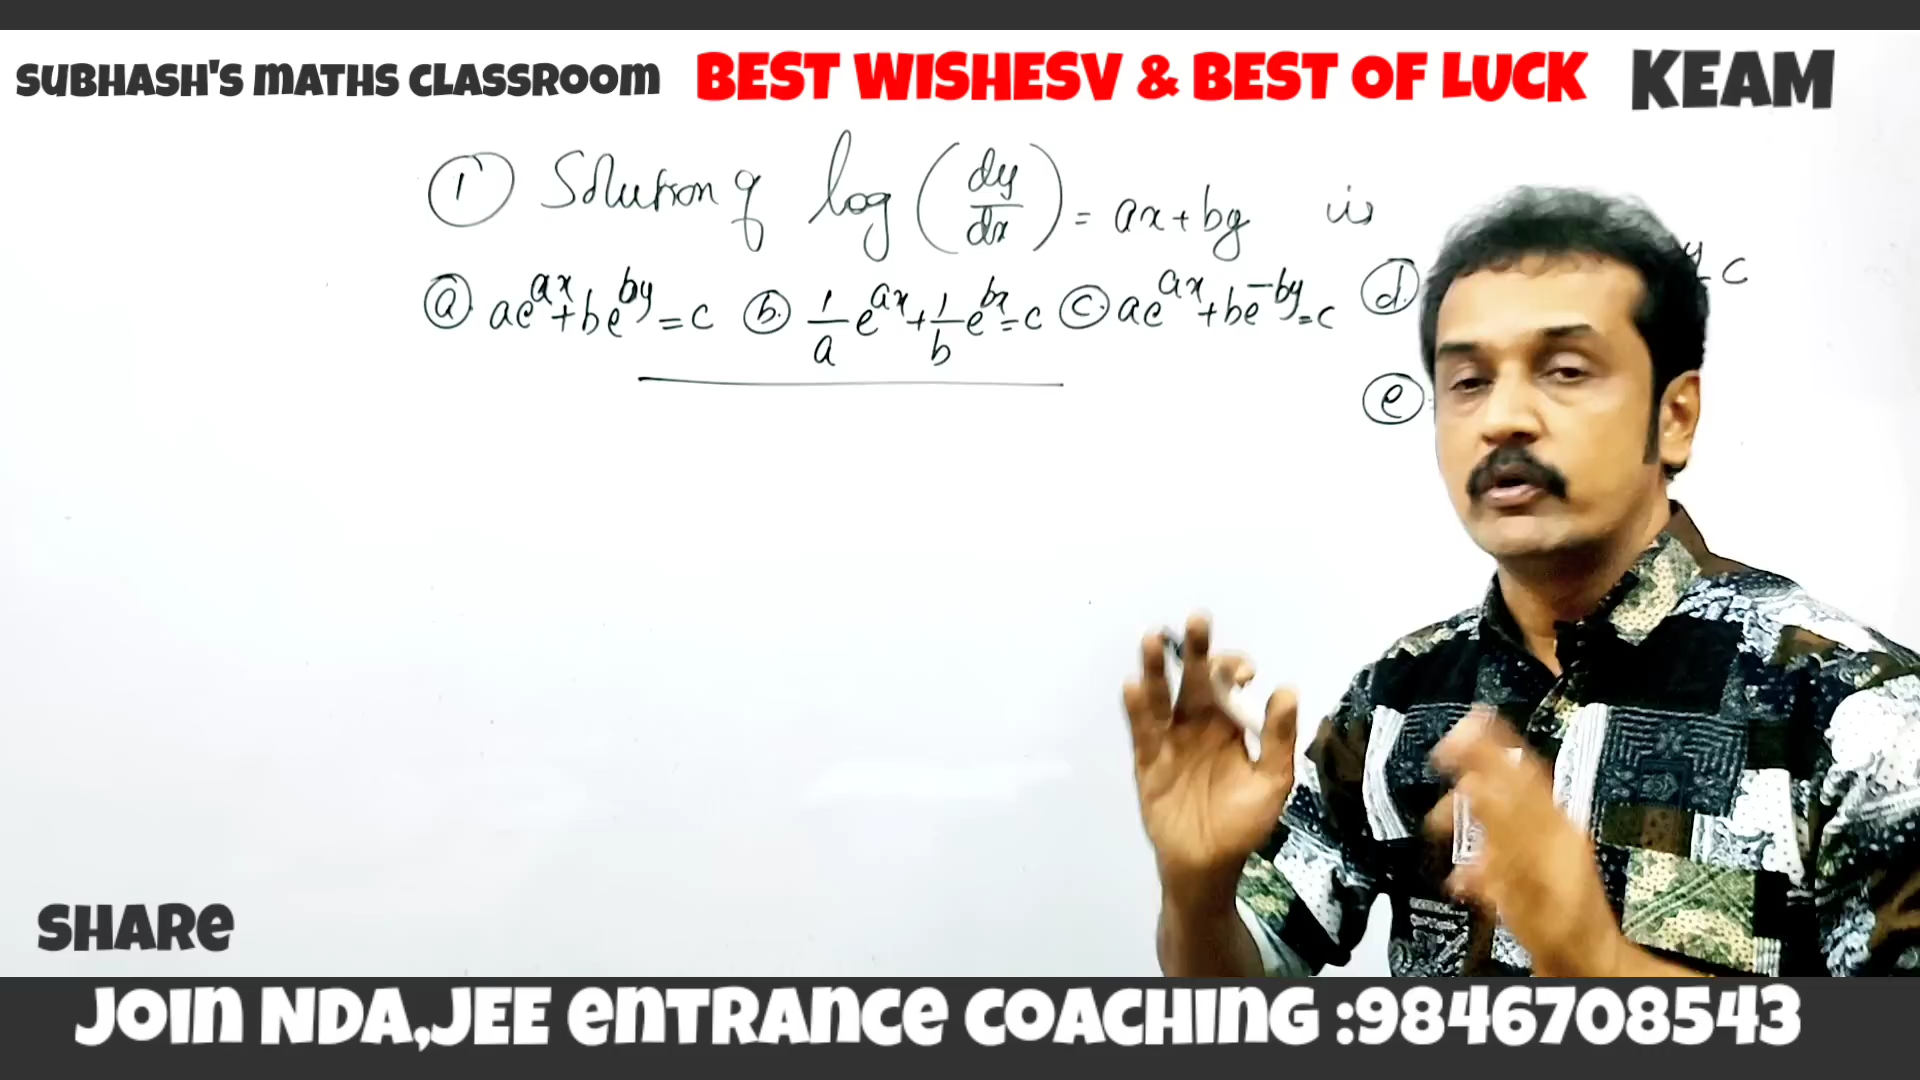 SUBHASH'S MATHS CLASSROOM BEST WISHESV & BEST OF LUCK KEAM
① Solution of log (dy/dx) = ax + by is
ⓐ ae^ax + be^by = c ⓑ 1/a e^ax + 1/b e^bx = c ⓒ ae^ax + be^-by = c ⓓ y c
ⓔ
SHARE
JOIN NDA,JEE ENTRANCE COACHING :9846708543